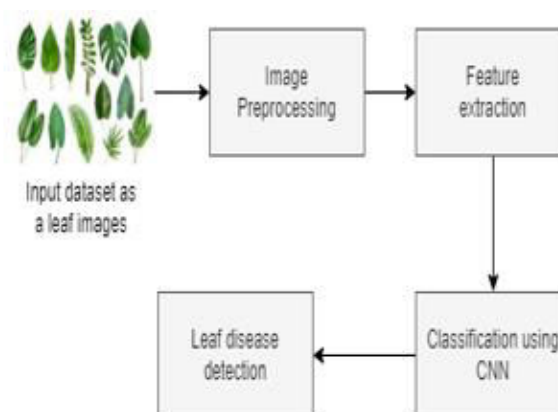 Input dataset as
a leaf images
Image
Preprocessing
Feature
extraction
Classification using
CNN
Leaf disease
detection